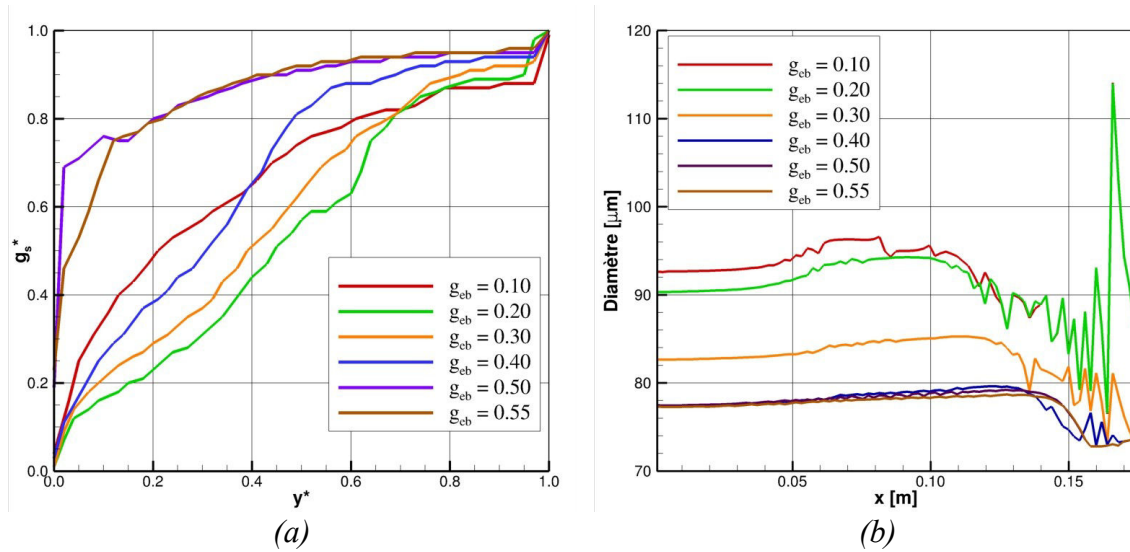 1.0
0.8
0.6
0.4
0.2
0.0
g_s*
0.0 0.2 0.4 0.6 0.8 1.0
y*
g_eb = 0.10
g_eb = 0.20
g_eb = 0.30
g_eb = 0.40
g_eb = 0.50
g_eb = 0.55
(a)
120
110
100
90
80
70
Diamètre [μm]
0.05 0.10 0.15
x [m]
g_eb = 0.10
g_eb = 0.20
g_eb = 0.30
g_eb = 0.40
g_eb = 0.50
g_eb = 0.55
(b)